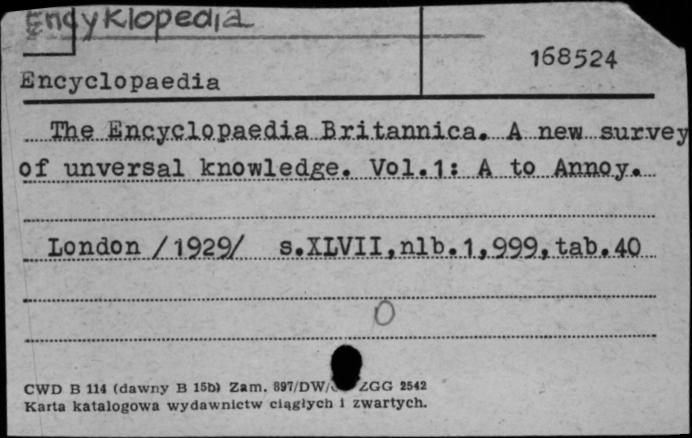 Encyklopedia
168524
Encyclopaedia
The Encyclopaedia Britannica. A new survey
of unversal knowledge. Vol.1: A to Annoy.
London /1929/ s.XLVII,nlb.1,999,tab.40
0
CWD B 114 (dawny B 15b) Zam. 897/DW/ ZGG 2542
Karta katalogowa wydawnictw ciągłych i zwartych.